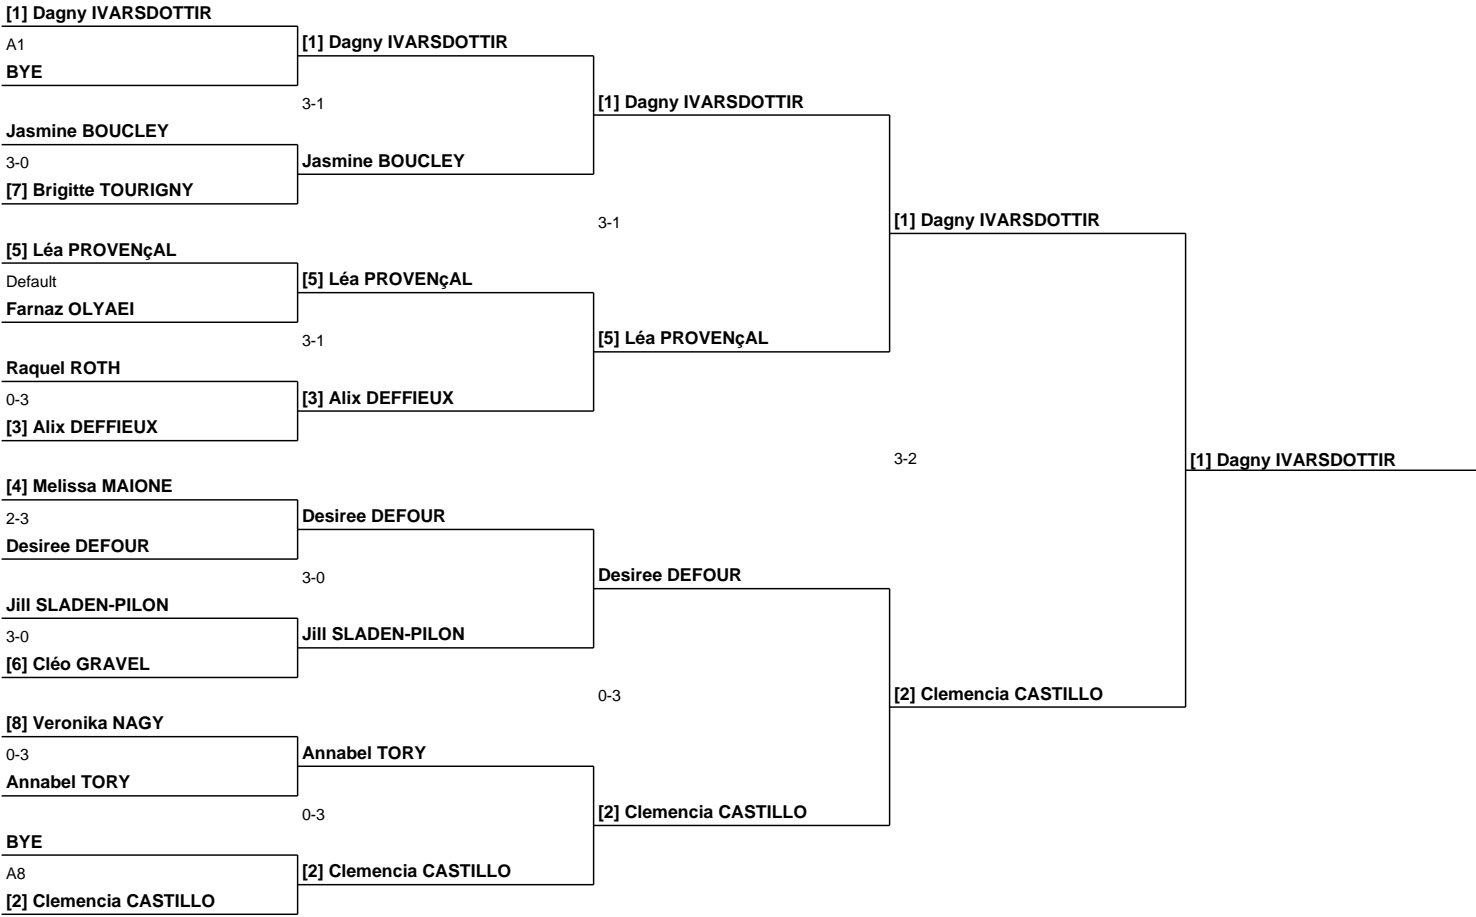 [1] Dagny IVARSDOTTIR
A1
BYE
[1] Dagny IVARSDOTTIR
3-1
Jasmine BOUCLEY
3-0
[7] Brigitte TOURIGNY
Jasmine BOUCLEY
[1] Dagny IVARSDOTTIR
3-1
[5] Léa PROVENçAL
Default
Farnaz OLYAEI
[5] Léa PROVENçAL
3-1
Raquel ROTH
0-3
[3] Alix DEFFIEUX
[3] Alix DEFFIEUX
[5] Léa PROVENçAL
[1] Dagny IVARSDOTTIR
3-2
[1] Dagny IVARSDOTTIR
[4] Melissa MAIONE
2-3
Desiree DEFOUR
Desiree DEFOUR
3-0
Jill SLADEN-PILON
3-0
[6] Cléo GRAVEL
Jill SLADEN-PILON
Desiree DEFOUR
0-3
[8] Veronika NAGY
0-3
Annabel TORY
Annabel TORY
0-3
BYE
A8
[2] Clemencia CASTILLO
[2] Clemencia CASTILLO
[2] Clemencia CASTILLO
[2] Clemencia CASTILLO